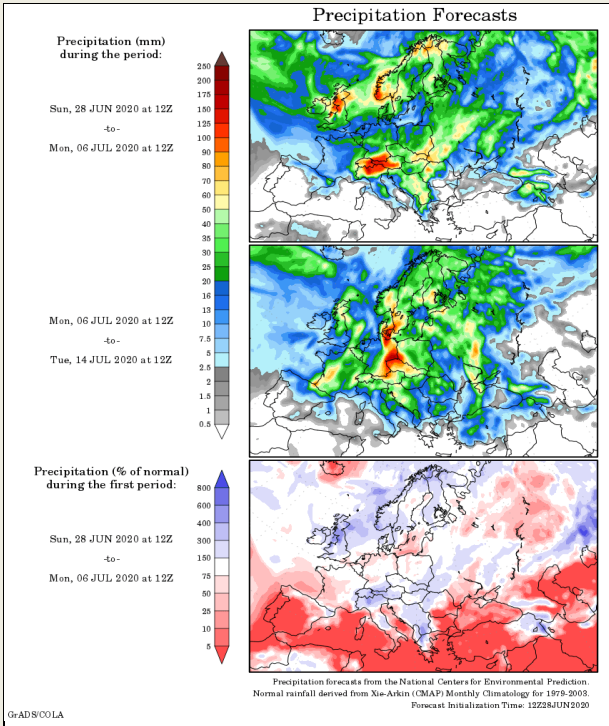 Precipitation Forecasts
Precipitation (mm)
during the period:
Sun, 28 JUN 2020 at 12Z
-to-
Mon, 06 JUL 2020 at 12Z
250
200
175
150
125
100
90
80
70
60
50
40
35
30
25
20
16
13
10
7.5
5
2.5
2
1.5
1
0.5
Mon, 06 JUL 2020 at 12Z
-to-
Tue, 14 JUL 2020 at 12Z
Precipitation (% of normal)
during the first period:
Sun, 28 JUN 2020 at 12Z
-to-
Mon, 06 JUL 2020 at 12Z
800
600
400
300
150
75
50
25
10
5
Precipitation forecasts from the National Centers for Environmental Prediction.
Normal rainfall derived from Xie-Arkin (CMAP) Monthly Climatology for 1979-2003.
Forecast Initialization Time: 12Z28JUN2020
GrADS/COLA